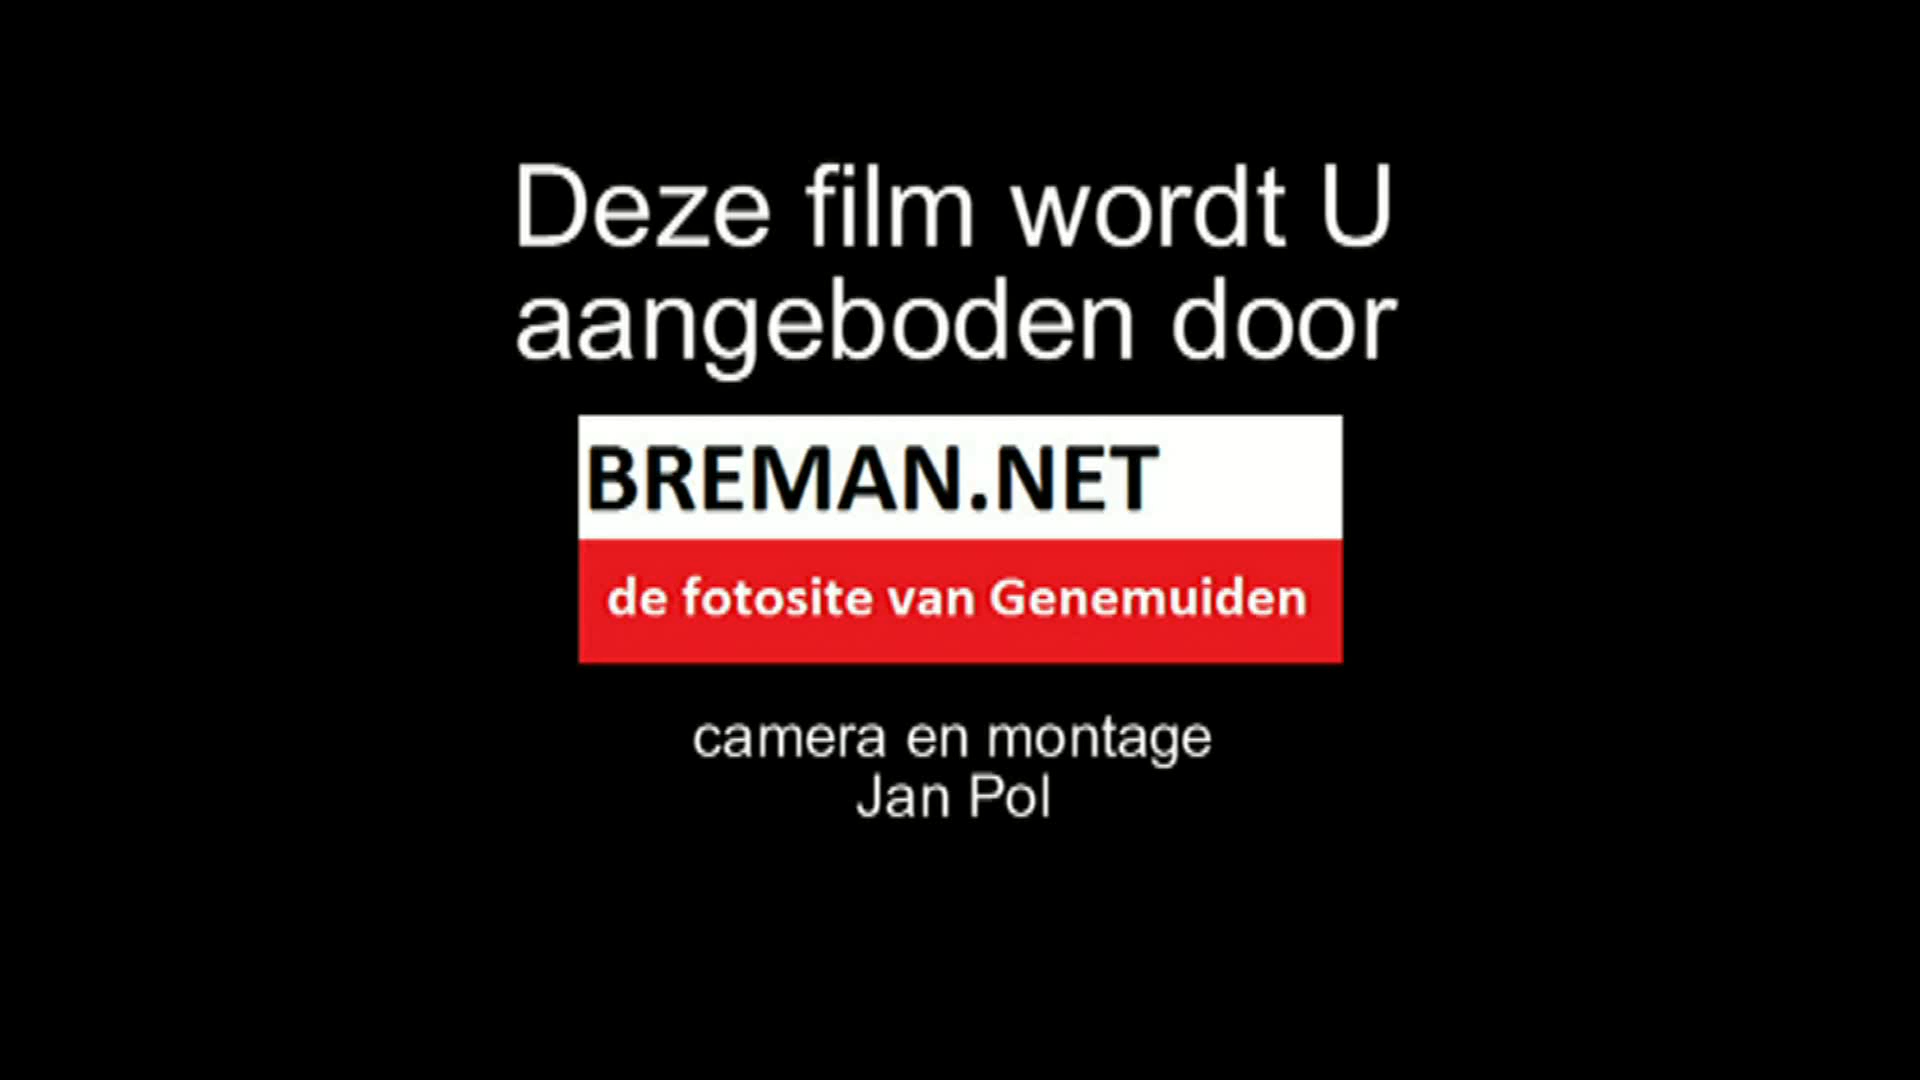 Deze film wordt U
aangeboden door
BREMAN.NET
de fotosite van Genemuiden
camera en montage
Jan Pol